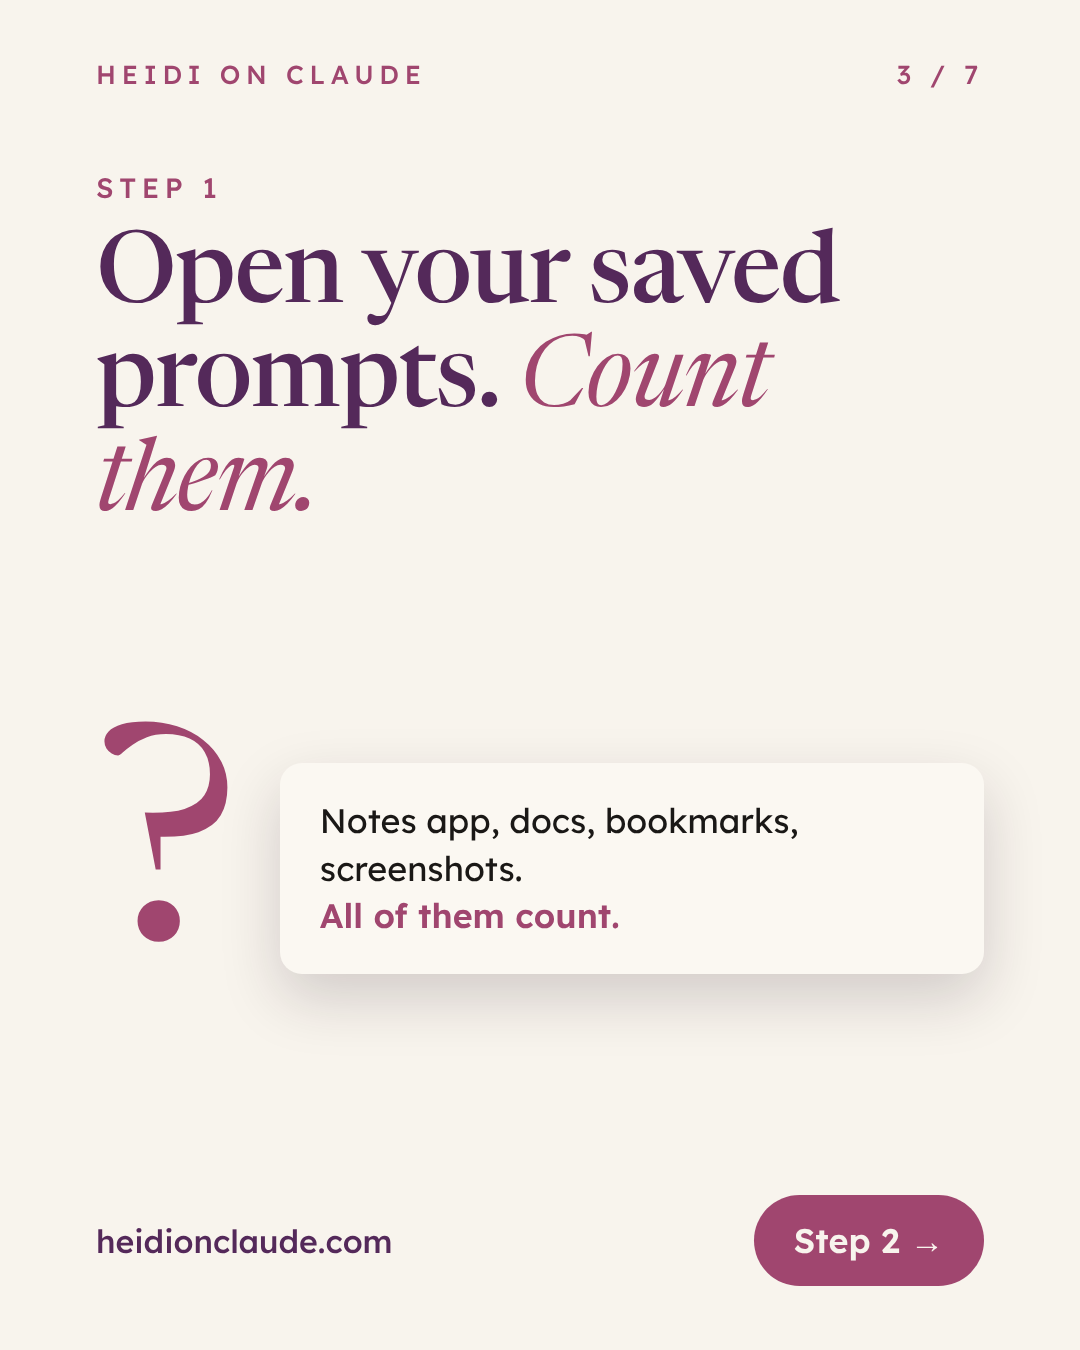 HEIDI ON CLAUDE
3 / 7
STEP 1
Open your saved
prompts. Count
them.
?
Notes app, docs, bookmarks,
screenshots.
All of them count.
heidionclaude.com
Step 2 →